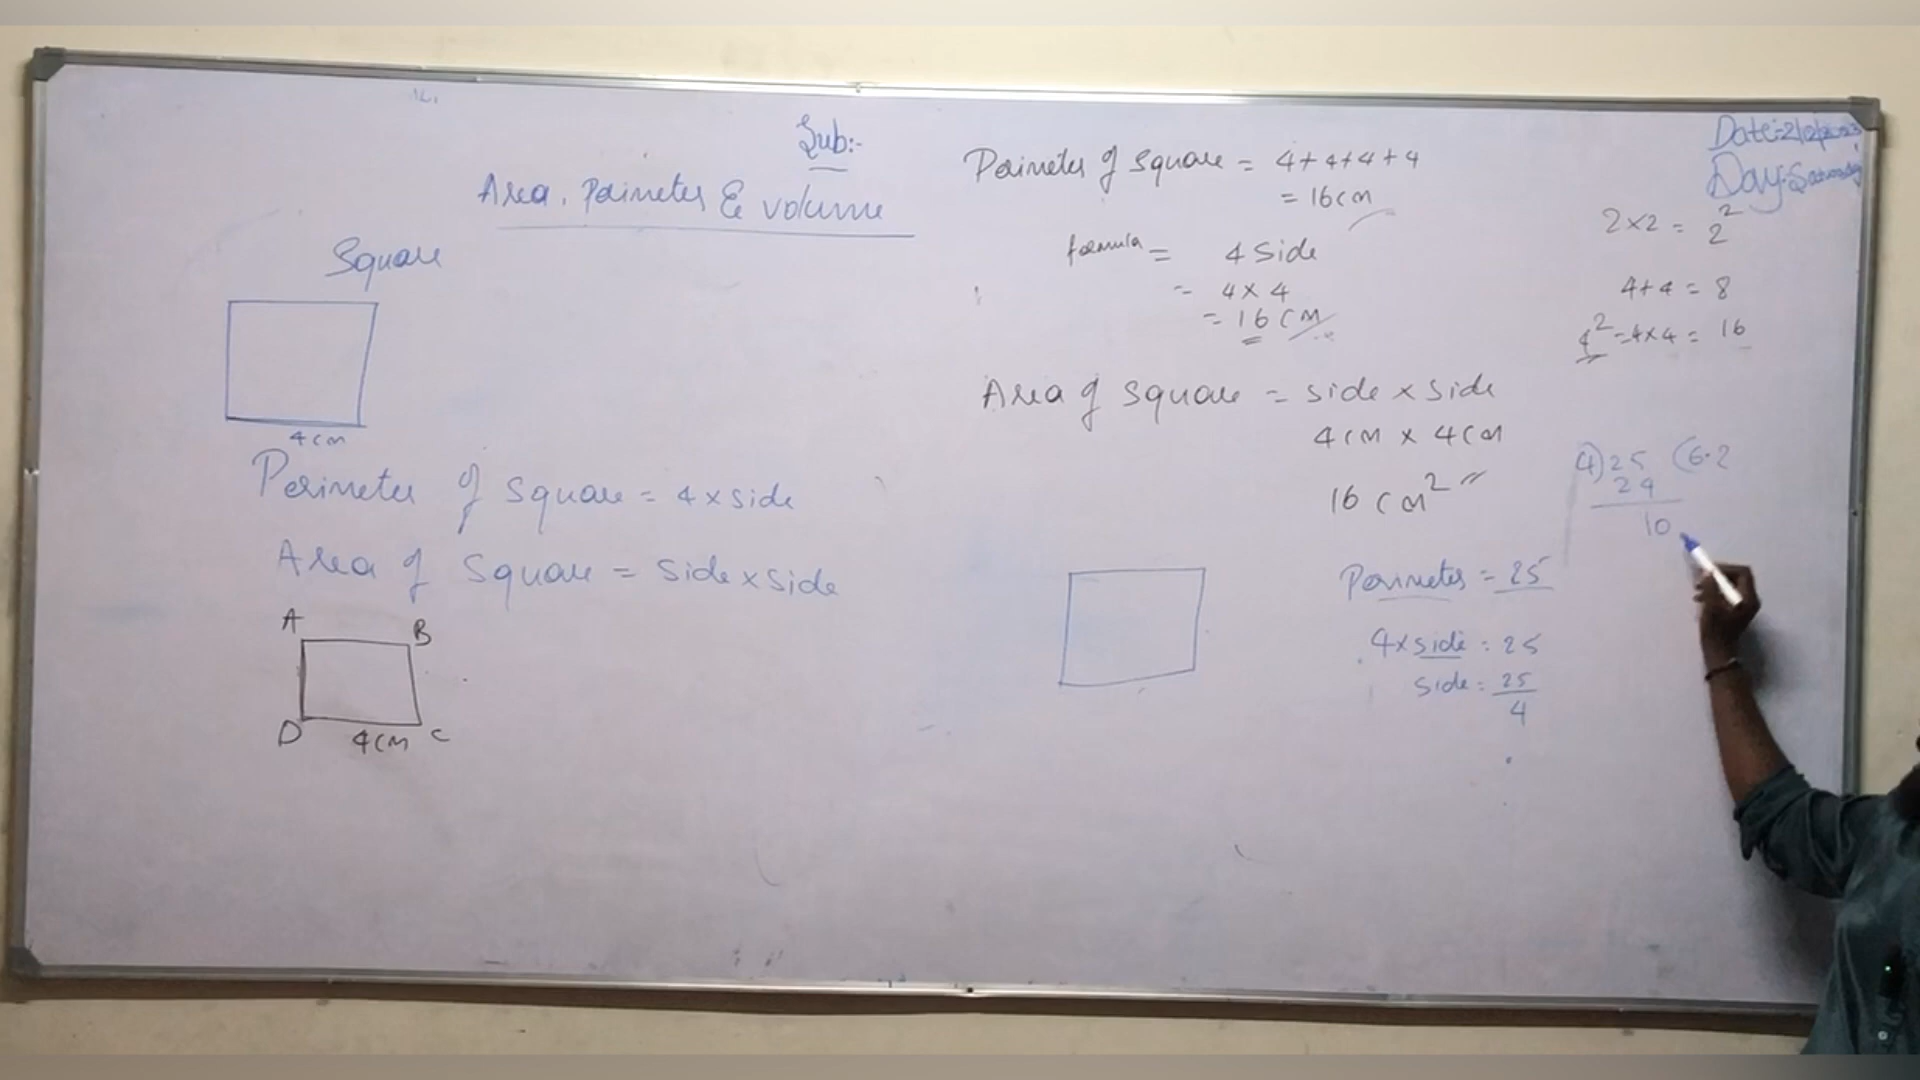 Sub:-
Area, Perimeter & volume
Square
4cm
Perimeter of square = 4 x side
Area of Square = Side x side
A
B
D
4cm
C
Perimeter of square = 4+4+4+4
= 16cm
formula = 4 Side
= 4 x 4
= 16 cm
Area of square = side x side
4cm x 4cm
16 cm²
Perimeter = 25
4 x side = 25
side = 25
4
Date:-
Day:-
2 x 2 = 2²
4+4 = 8
4² = 4x4 = 16
4) 25 (6.2
24
10